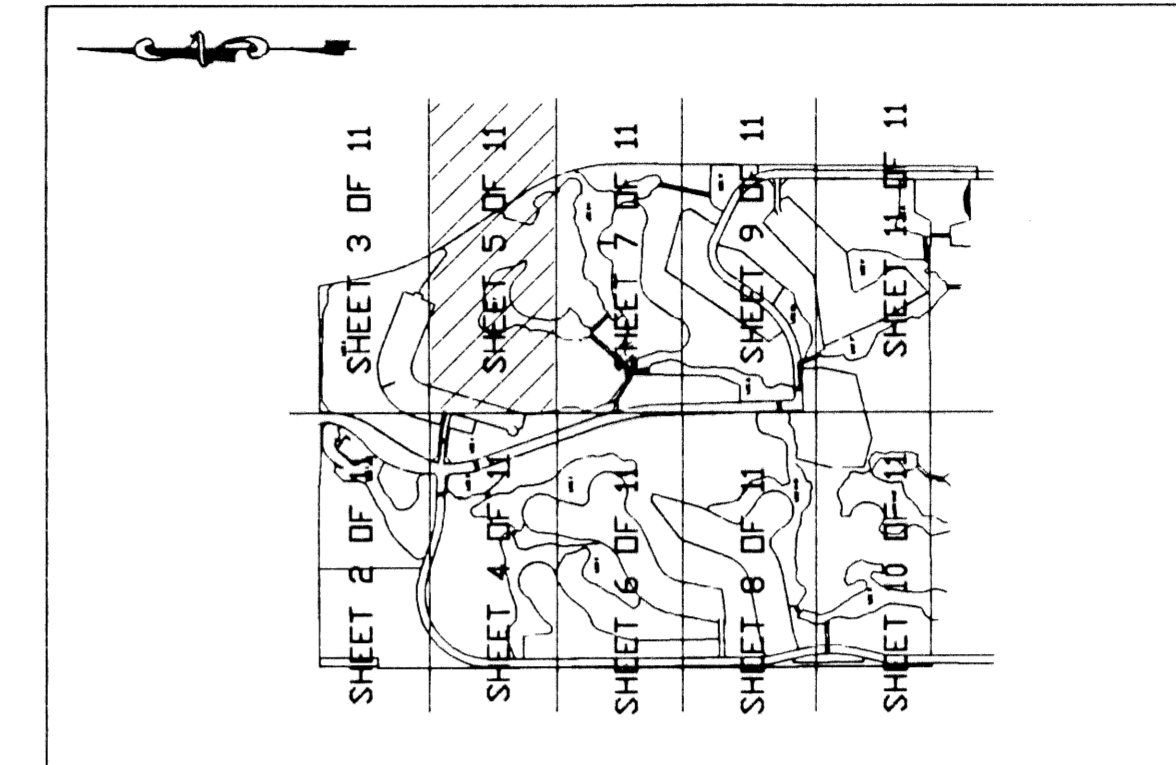 SHEET 3 OF 11
SHEET 5 OF 11
SHEET 7 OF 11
SHEET 9 OF 11
SHEET 11 OF 11
SHEET 2 OF 11
SHEET 4 OF 11
SHEET 6 OF 11
SHEET 8 OF 11
SHEET 10 OF 11